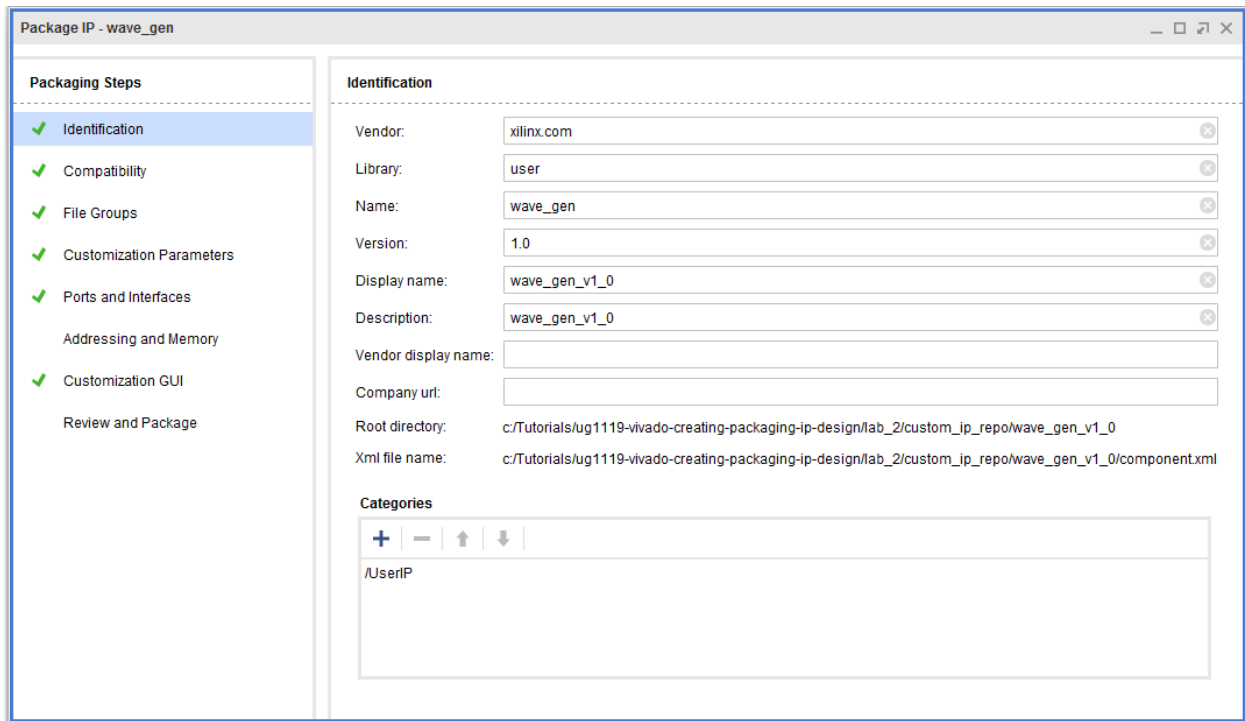 Package IP - wave_gen
Packaging Steps
Identification
Compatibility
File Groups
Customization Parameters
Ports and Interfaces
Addressing and Memory
Customization GUI
Review and Package
Identification
Vendor: xilinx.com
Library: user
Name: wave_gen
Version: 1.0
Display name: wave_gen_v1_0
Description: wave_gen_v1_0
Vendor display name:
Company url:
Root directory: c:/Tutorials/ug1119-vivado-creating-packaging-ip-design/lab_2/custom_ip_repo/wave_gen_v1_0
Xml file name: c:/Tutorials/ug1119-vivado-creating-packaging-ip-design/lab_2/custom_ip_repo/wave_gen_v1_0/component.xml
Categories
/UserIP